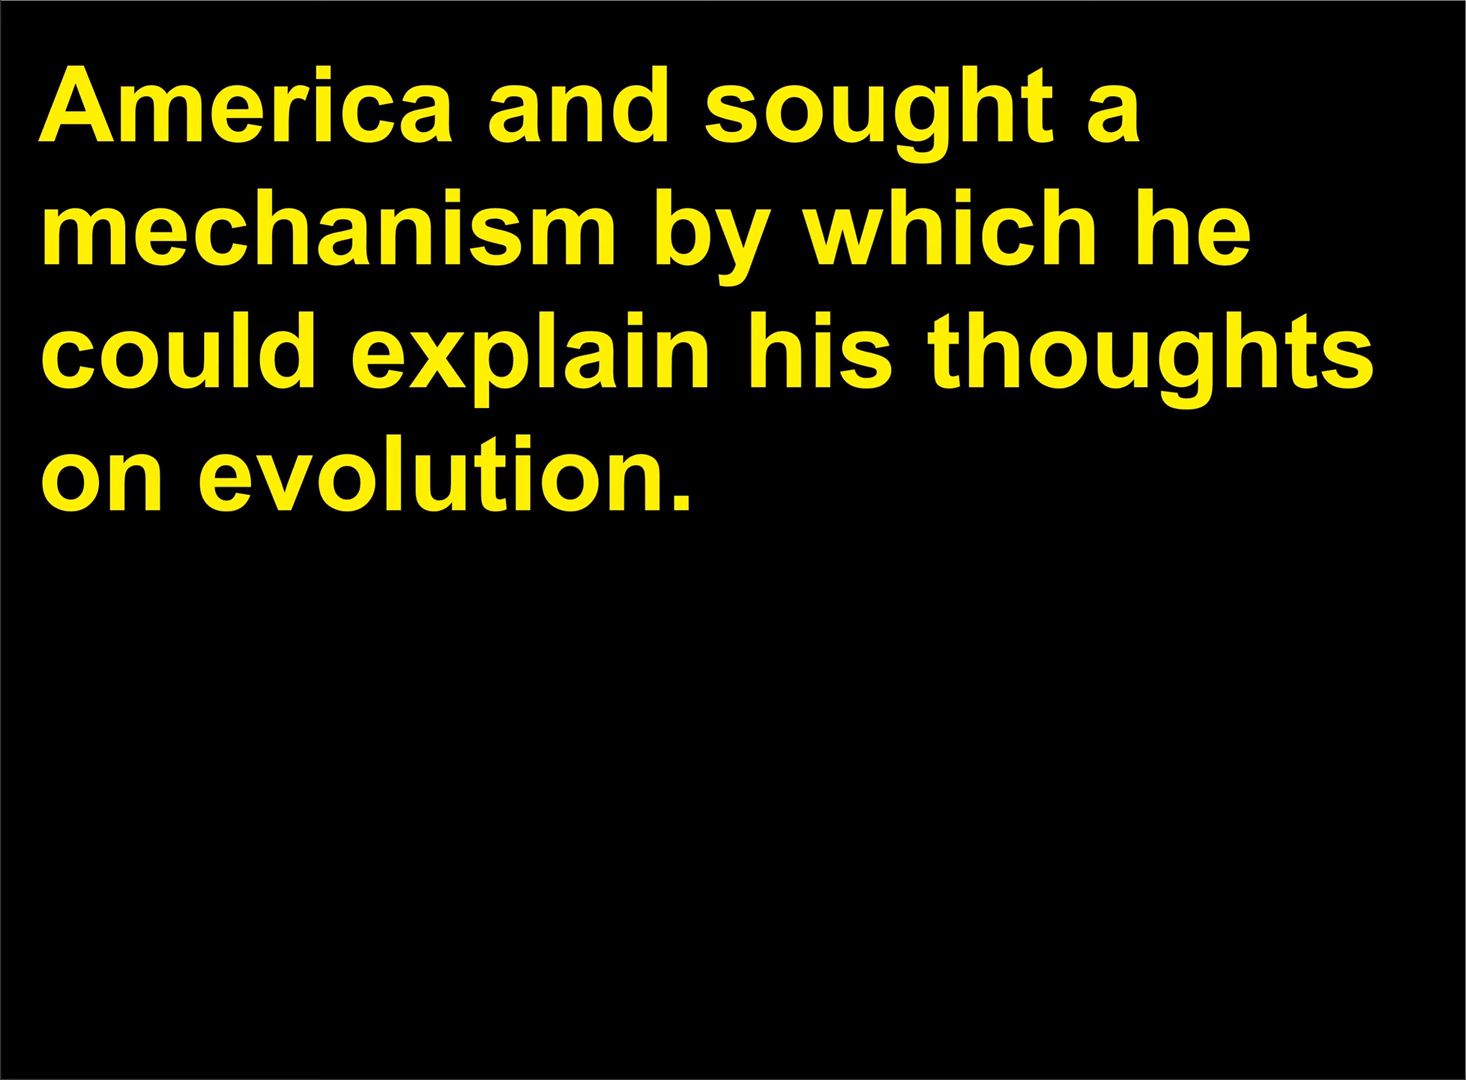 America and sought a
mechanism by which he
could explain his thoughts
on evolution.